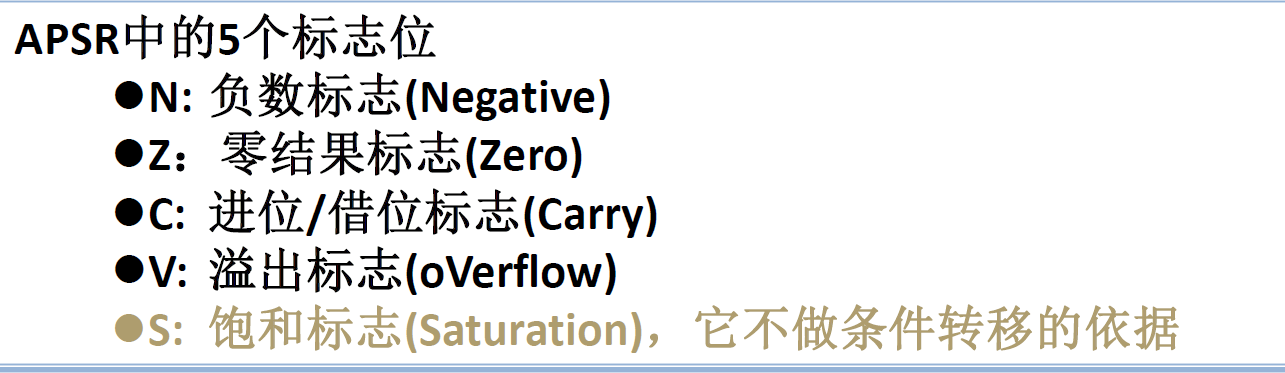 APSR中的5个标志位
●N: 负数标志(Negative)
●Z：零结果标志(Zero)
●C: 进位/借位标志(Carry)
●V: 溢出标志(oVerflow)
●S: 饱和标志(Saturation)，它不做条件转移的依据